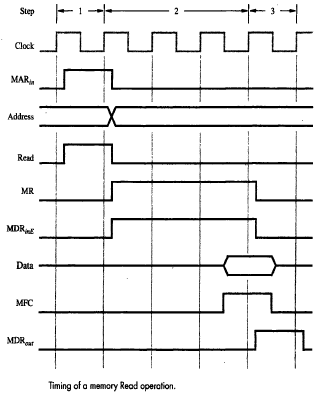 Step 1 2 3
Clock
MARin
Address
Read
MR
MDRinE
Data
MFC
MDRout
Timing of a memory Read operation.